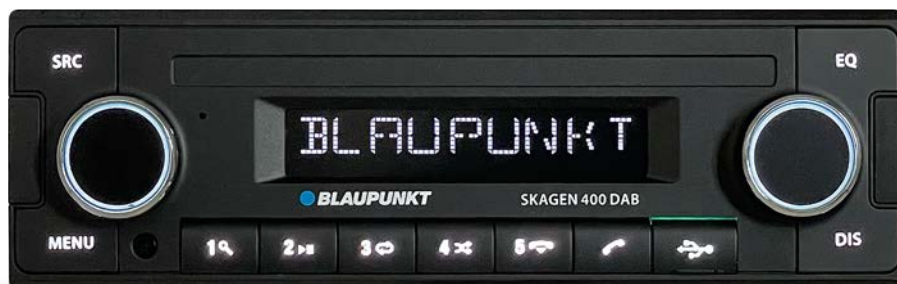 SRC
EQ
BLAUPUNKT
BLAUPUNKT
SKAGEN 400 DAB
MENU
DIS
1
2
3
4
5